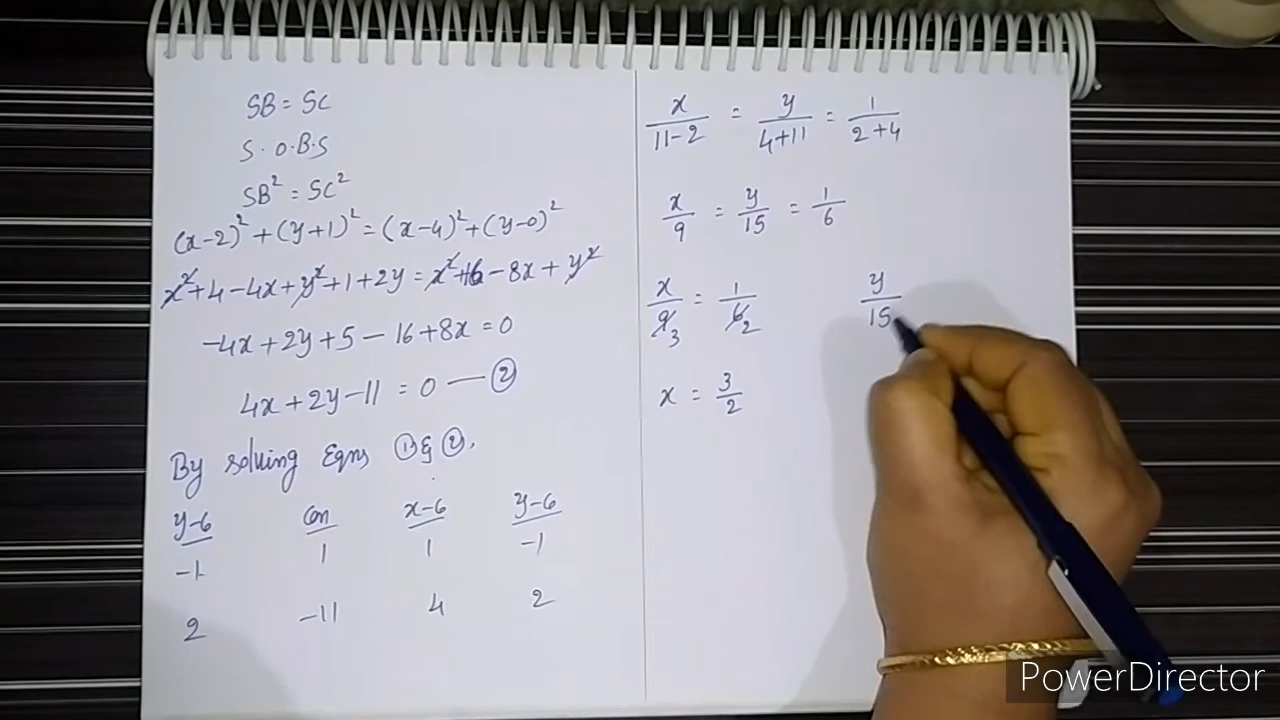 SB = SC
S.O.B.S
SB² = SC²
(x-2)² + (y+1)² = (x-4)² + (y-0)²
x² + 4 - 4x + y² + 1 + 2y = x² + 16 - 8x + y²
-4x + 2y + 5 - 16 + 8x = 0
4x + 2y - 11 = 0 — ②
By solving Eqns ① & ②.
y-6 con x-6 y-6
-1 1 1 -1
2 -11 4 2
x/(11-2) = y/(4+11) = 1/(2+4)
x/9 = y/15 = 1/6
x/9 3 = 1/6 2 y/15
x = 3/2
PowerDirector